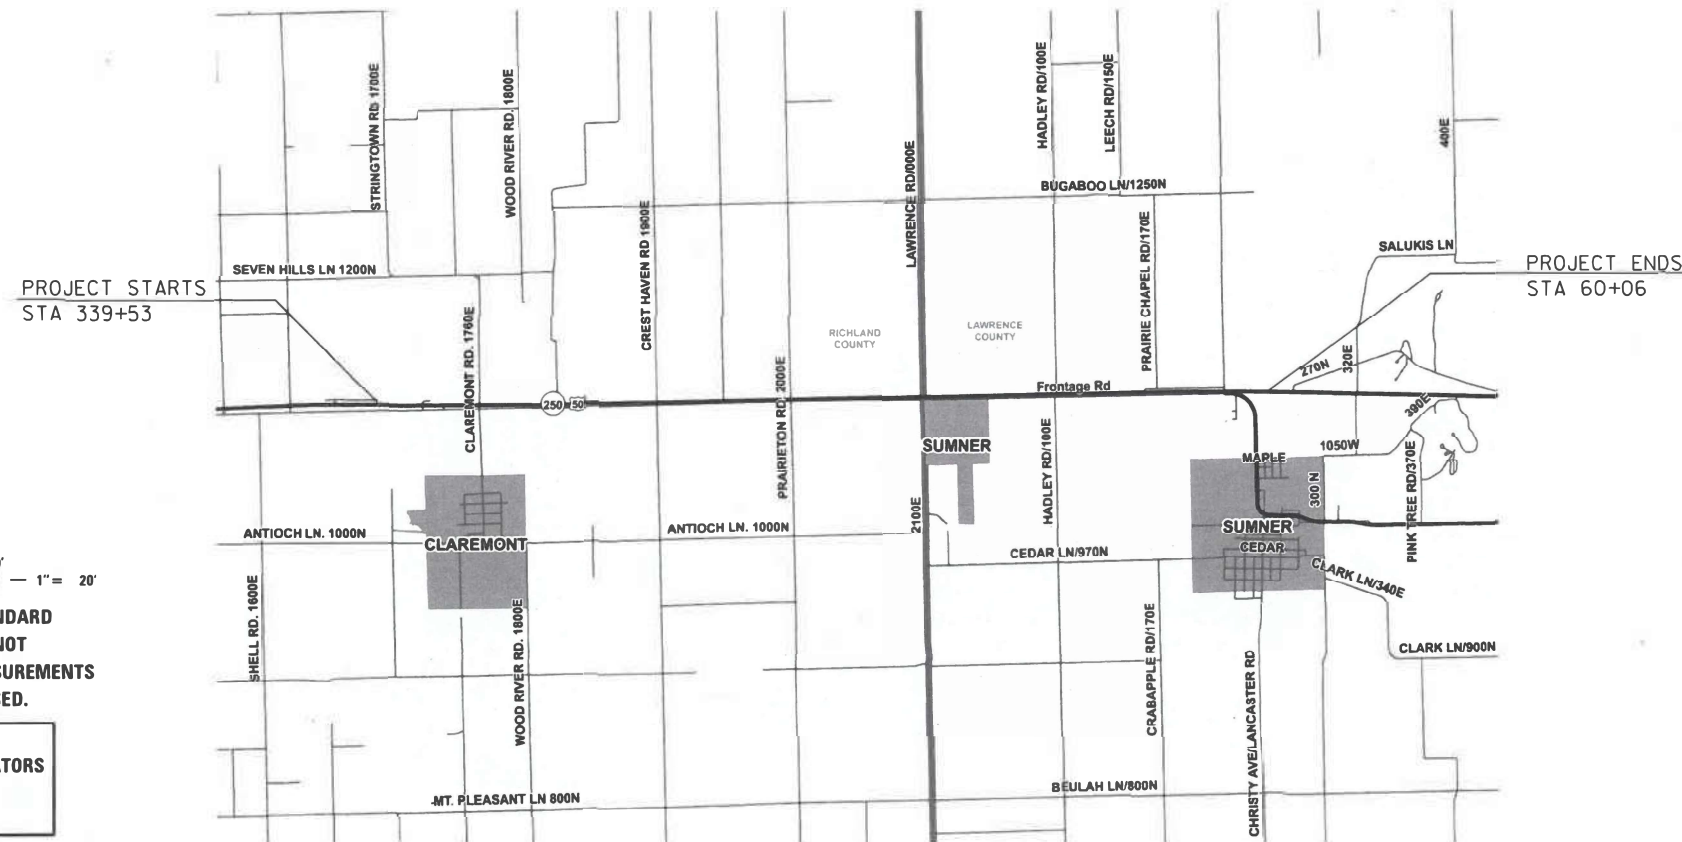 PROJECT STARTS
STA 339+53
PROJECT ENDS
STA 60+06
STRINGTOWN RD 1700E
WOOD RIVER RD. 1800E
CREST HAVEN RD 1900E
LAWRENCE RD/000E
HADLEY RD/100E
LEECH RD/150E
400E
BUGABOO LN/1250N
SEVEN HILLS LN 1200N
CLAREMONT RD. 1760E
PRAIRIE CHAPEL RD/170E
SALUKIS LN
RICHLAND
COUNTY
LAWRENCE
COUNTY
PRAIRIETON RD. 2000E
270N
320E
Frontage Rd
250
50
390E
SUMNER
HADLEY RD/100E
1050W
MAPLE
300 N
PINK TREE RD/370E
2100E
ANTIOCH LN. 1000N
CLAREMONT
ANTIOCH LN. 1000N
SUMNER
CEDAR
CEDAR LN/970N
CLARK LN/340E
SHELL RD. 1600E
WOOD RIVER RD. 1800E
CRABAPPLE RD/170E
CHRISTY AVE/LANCASTER RD
CLARK LN/900N
MT. PLEASANT LN 800N
BEULAH LN/800N
— 1"= 20'
NDARD
NOT
SUREMENTS
SED.
TORS